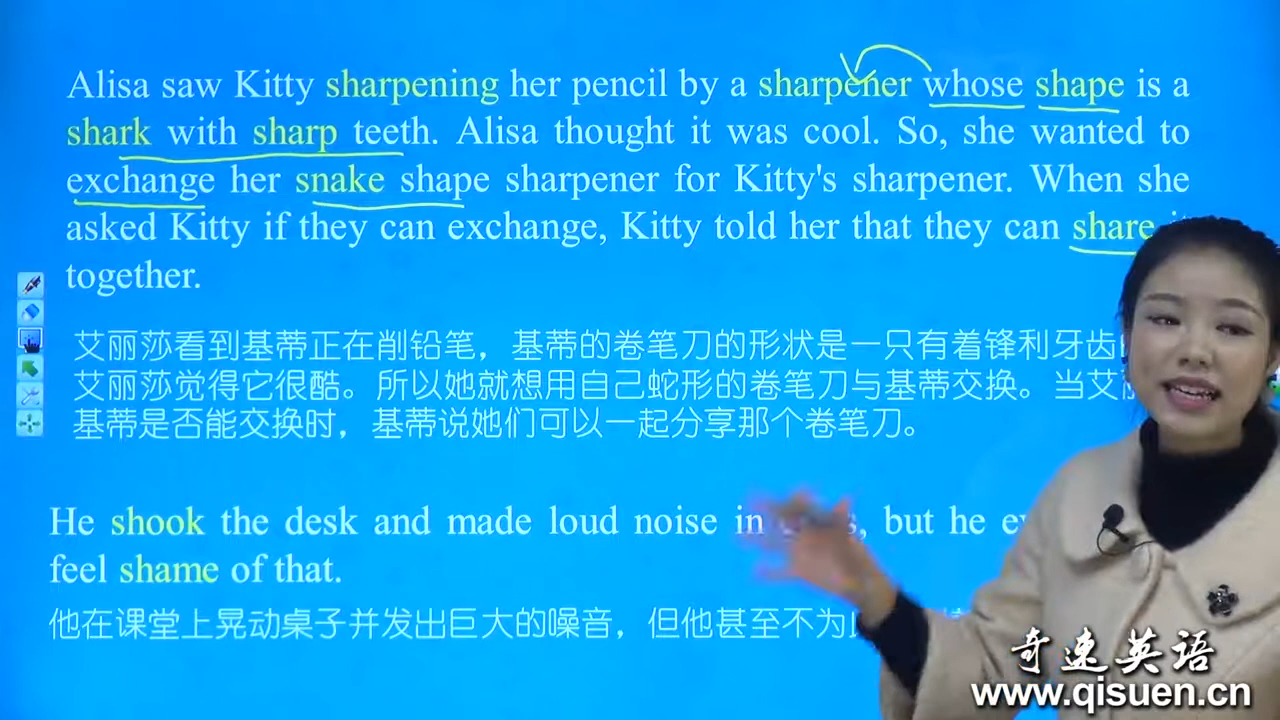 Alisa saw Kitty sharpening her pencil by a sharpener whose shape is a
shark with sharp teeth. Alisa thought it was cool. So, she wanted to
exchange her snake shape sharpener for Kitty's sharpener. When she
asked Kitty if they can exchange, Kitty told her that they can share
together.
艾丽莎看到基蒂正在削铅笔，基蒂的卷笔刀的形状是一只有着锋利牙齿
艾丽莎觉得它很酷。所以她就想用自己蛇形的卷笔刀与基蒂交换。当艾
基蒂是否能交换时，基蒂说她们可以一起分享那个卷笔刀。
He shook the desk and made loud noise in but he
feel shame of that.
他在课堂上晃动桌子并发出巨大的噪音，但他甚至不为
奇速英语
www.qisuen.cn